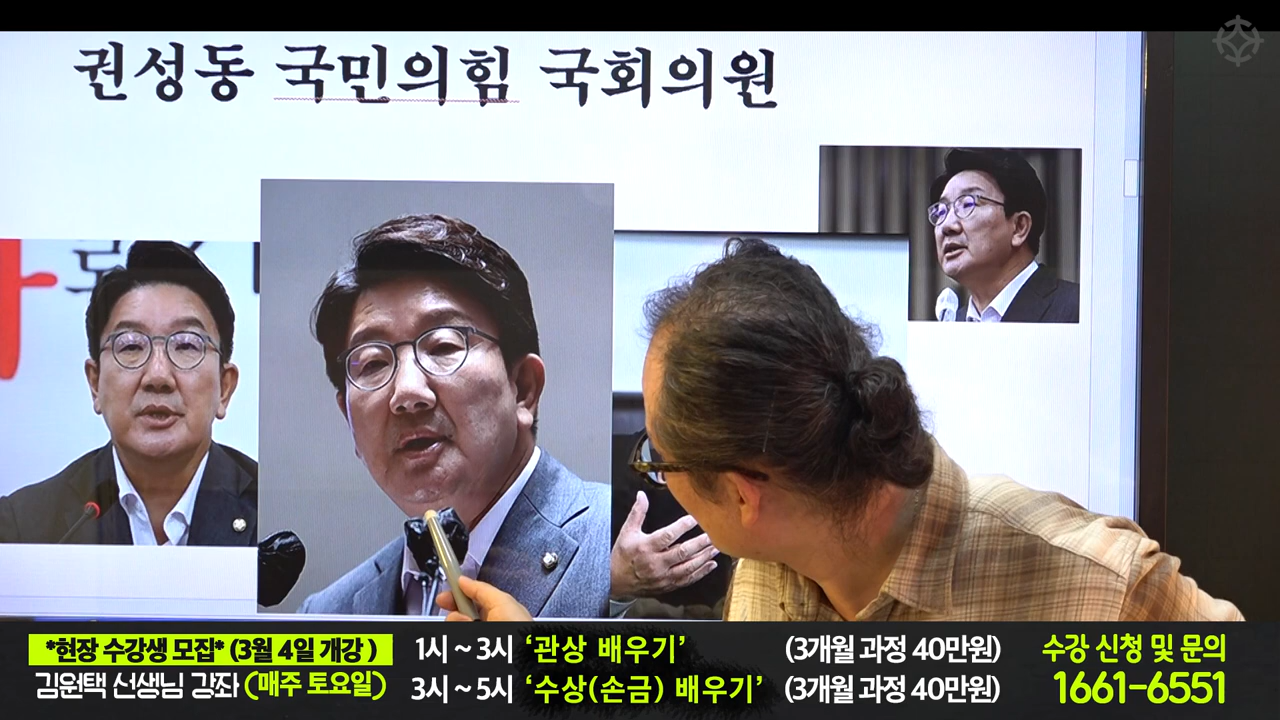 권성동 국민의힘 국회의원
*현장 수강생 모집* (3월 4일 개강 )
김원택 선생님 강좌 (매주 토요일)
1시 ~ 3시 '관상 배우기' (3개월 과정 40만원)
3시 ~ 5시 '수상(손금) 배우기' (3개월 과정 40만원)
수강 신청 및 문의
1661-6551